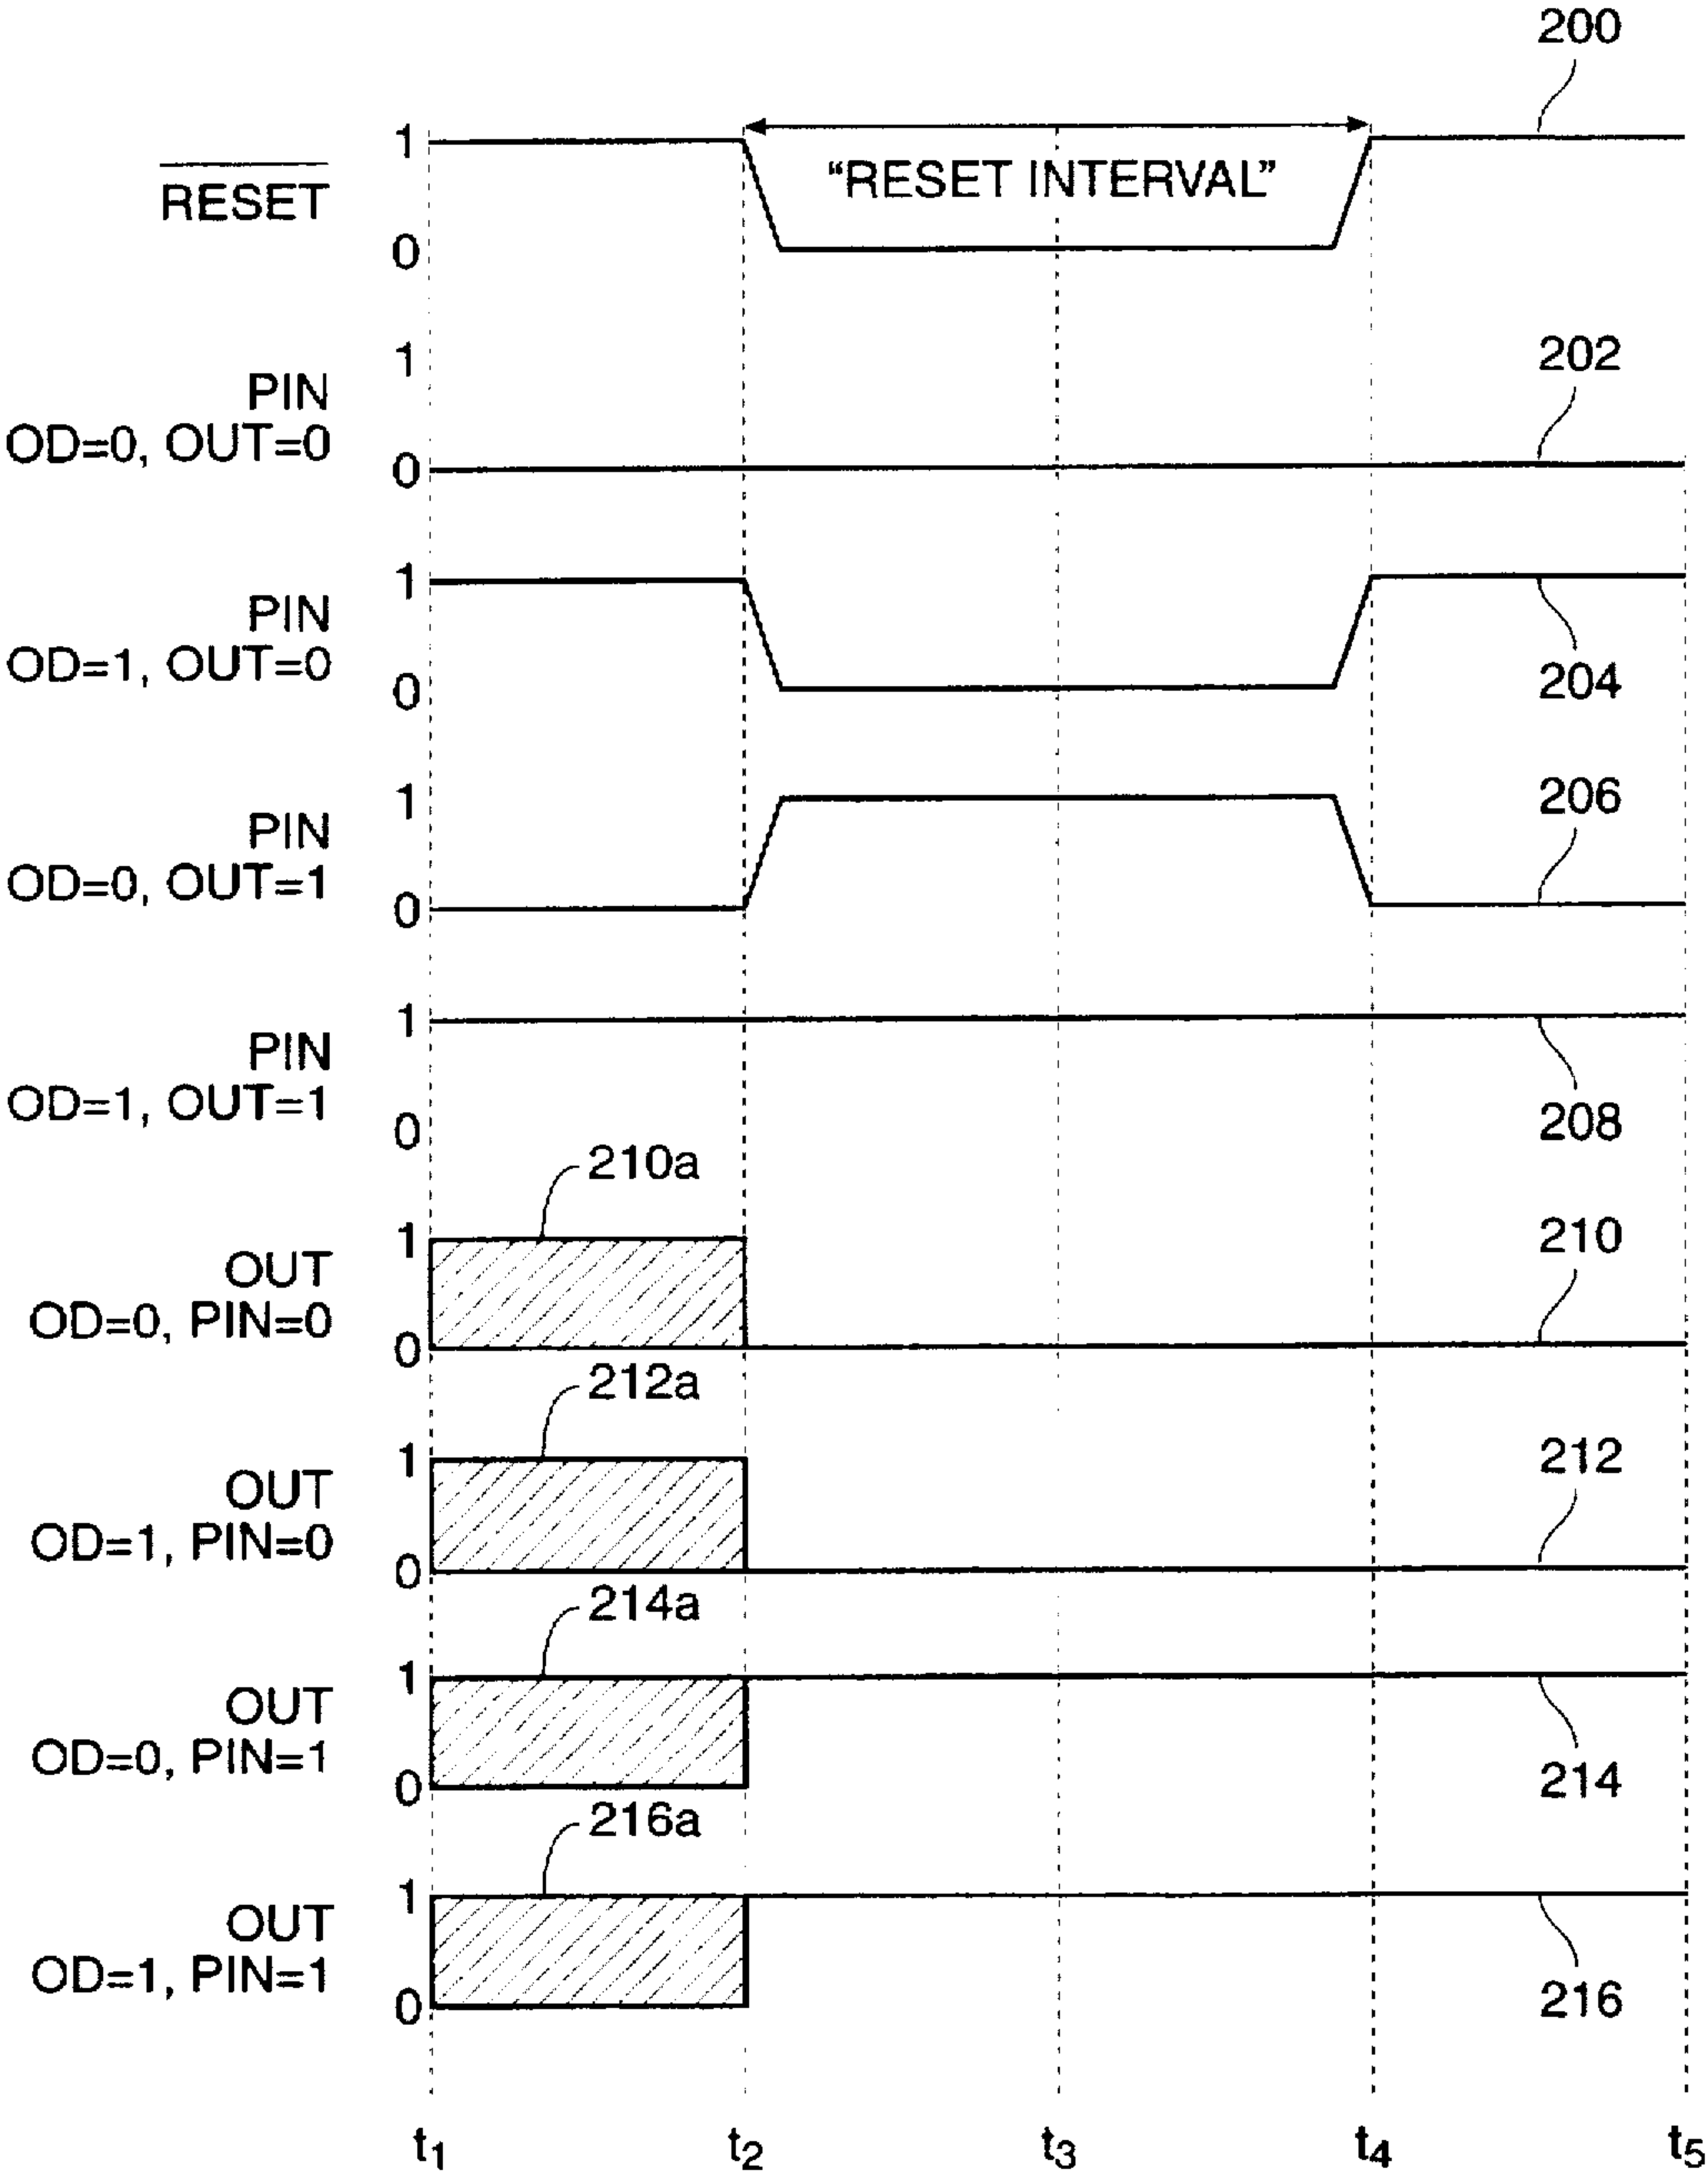 200
1
"RESET INTERVAL"
RESET
0
1
202
PIN
OD=0, OUT=0
0
1
PIN
OD=1, OUT=0
0
204
1
206
PIN
OD=0, OUT=1
0
1
PIN
OD=1, OUT=1
0
208
210a
1
210
OUT
OD=0, PIN=0
0
212a
1
212
OUT
OD=1, PIN=0
0
214a
1
OUT
OD=0, PIN=1
0
214
216a
1
OUT
OD=1, PIN=1
0
216
t1 t2 t3 t4 t5